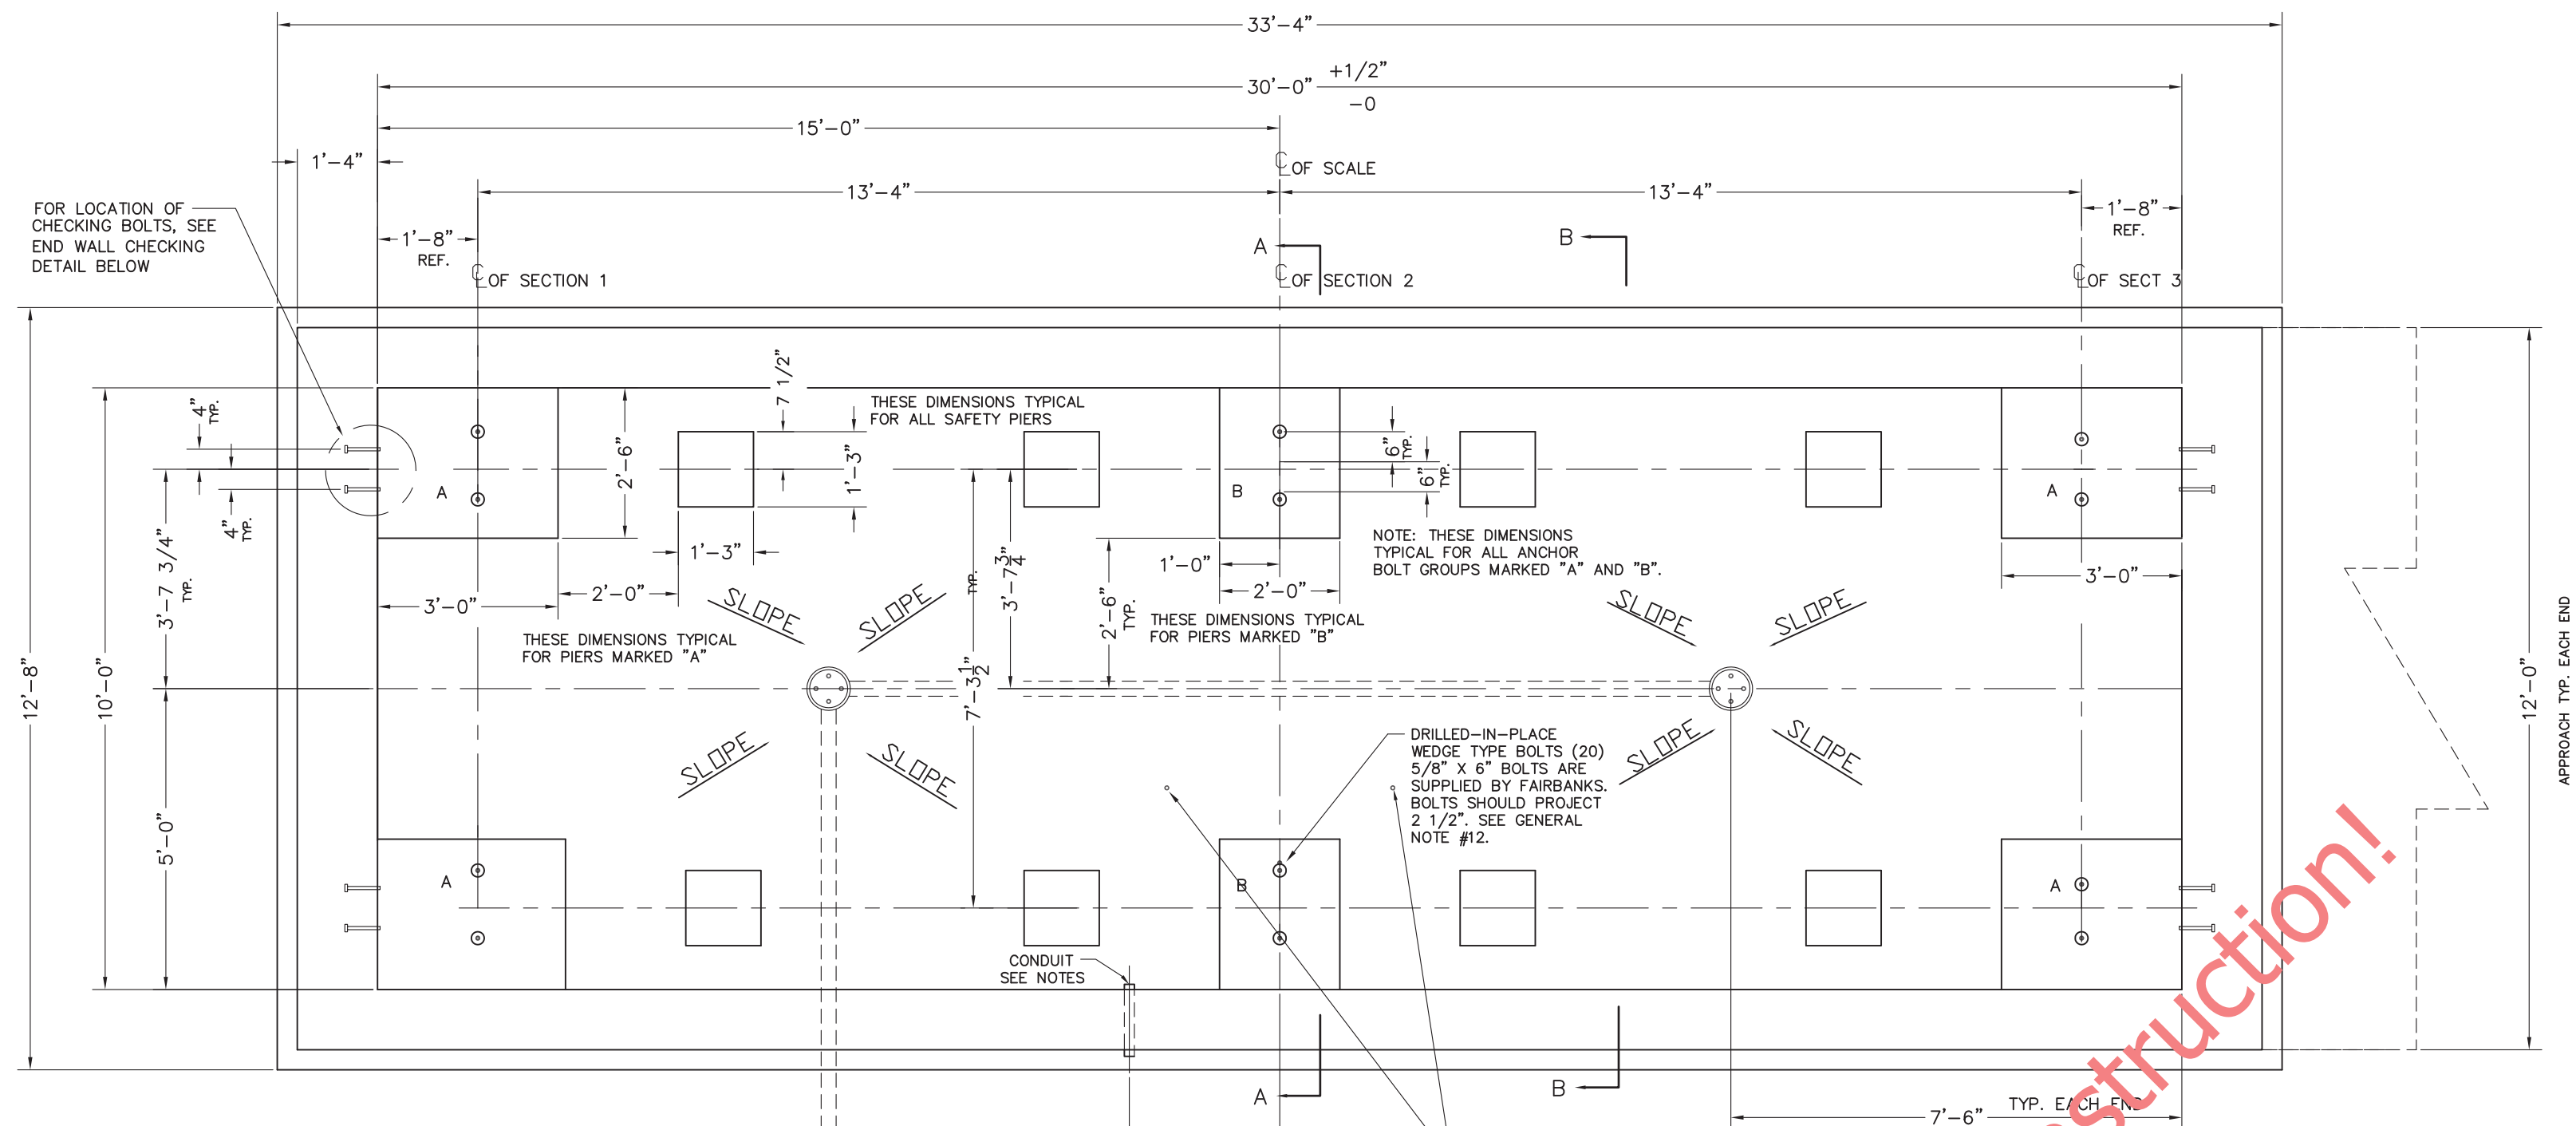 33'-4"
30'-0" +1/2"
-0
15'-0"
1'-4"
℄ OF SCALE
13'-4"
13'-4"
FOR LOCATION OF
CHECKING BOLTS, SEE
END WALL CHECKING
DETAIL BELOW
1'-8"
REF.
1'-8"
REF.
A
B
℄ OF SECTION 1
℄ OF SECTION 2
℄ OF SECT 3
4"
TYP.
4"
TYP.
2'-6"
7 1/2"
1'-3"
THESE DIMENSIONS TYPICAL
FOR ALL SAFETY PIERS
6"
TYP.
6"
TYP.
A
B
A
1'-3"
2'-0"
3'-0"
THESE DIMENSIONS TYPICAL
FOR PIERS MARKED "A"
1'-0"
2'-0"
THESE DIMENSIONS TYPICAL
FOR PIERS MARKED "B"
NOTE: THESE DIMENSIONS
TYPICAL FOR ALL ANCHOR
BOLT GROUPS MARKED "A" AND "B".
3'-0"
12'-8"
10'-0"
3'-7 3/4"
TYP.
5'-0"
SLOPE
SLOPE
SLOPE
SLOPE
TYP.
7'-3 1/2"
3'-7 3/4"
2'-6"
TYP.
SLOPE
SLOPE
SLOPE
SLOPE
DRILLED-IN-PLACE
WEDGE TYPE BOLTS (20)
5/8" X 6" BOLTS ARE
SUPPLIED BY FAIRBANKS.
BOLTS SHOULD PROJECT
2 1/2". SEE GENERAL
NOTE #12.
12'-0"
APPROACH TYP. EACH END
A
B
A
CONDUIT
SEE NOTES
A
B
7'-6"
TYP. EACH END
struction!